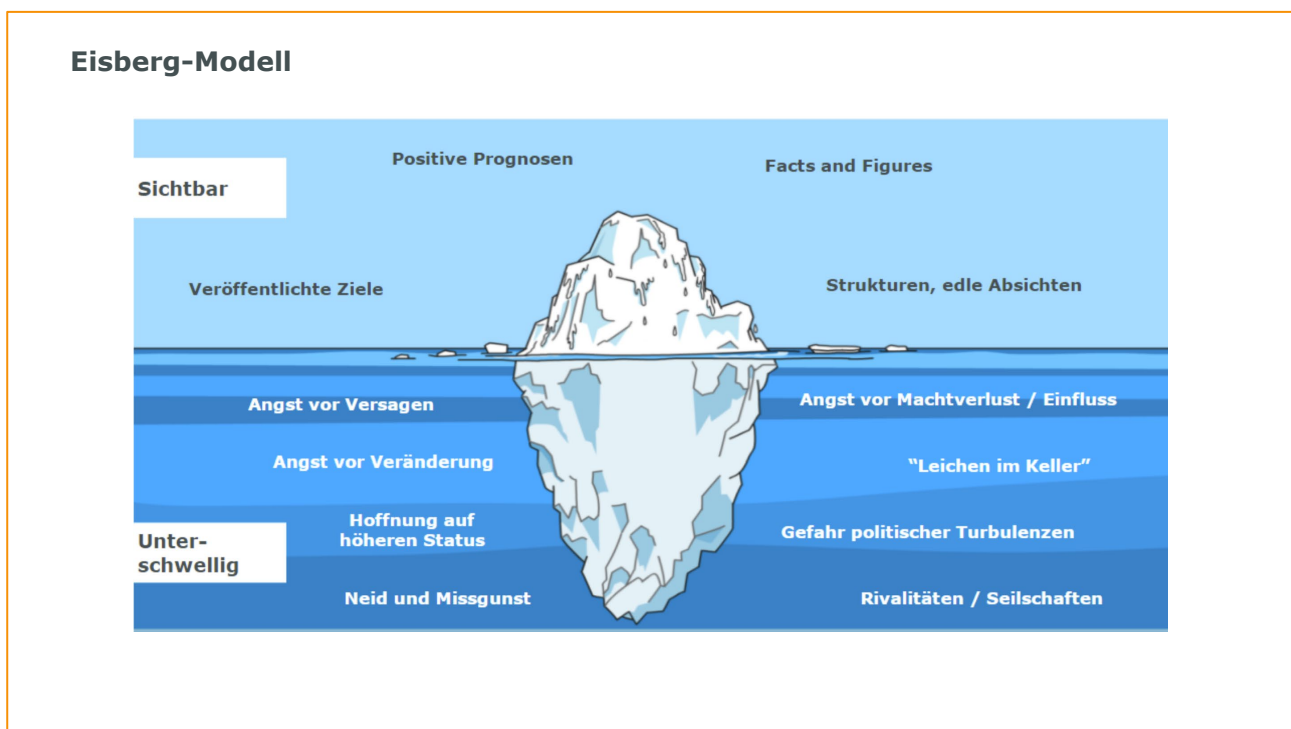 Eisberg-Modell
Positive Prognosen
Facts and Figures
Sichtbar
Veröffentlichte Ziele
Strukturen, edle Absichten
Angst vor Versagen
Angst vor Machtverlust / Einfluss
Angst vor Veränderung
“Leichen im Keller”
Hoffnung auf
höheren Status
Gefahr politischer Turbulenzen
Unter-
schwellig
Neid und Missgunst
Rivalitäten / Seilschaften